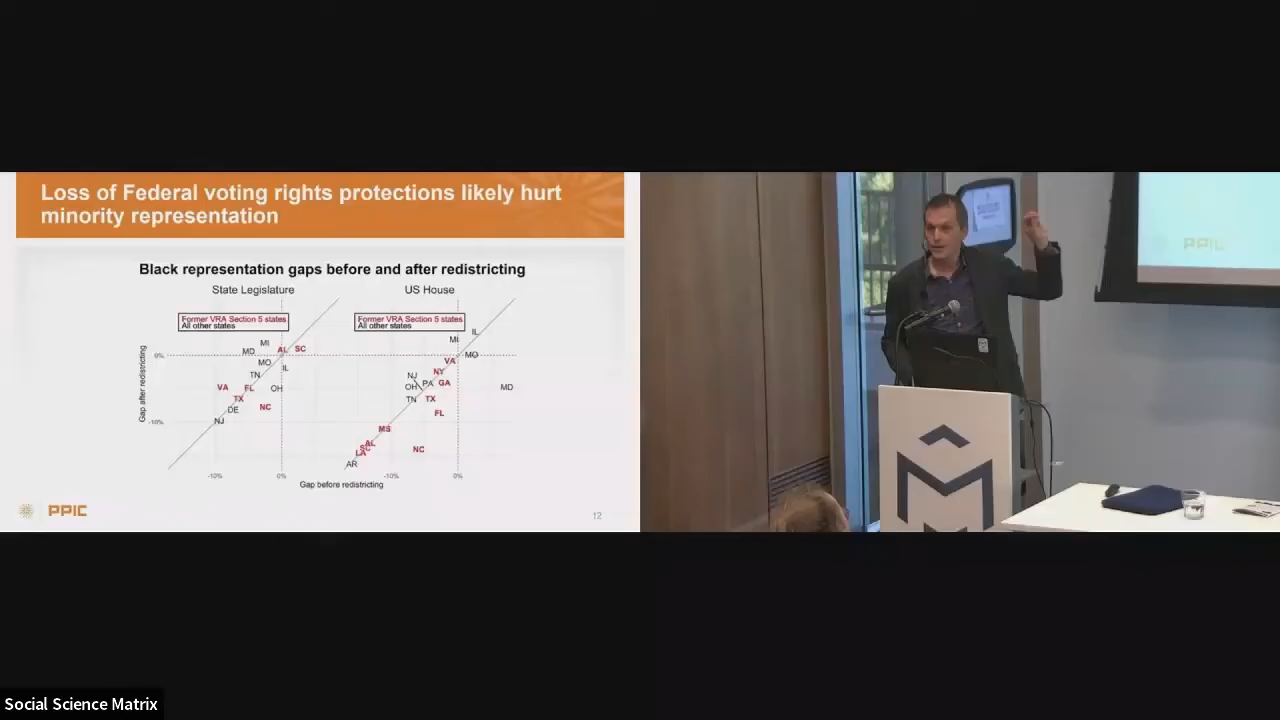 Loss of Federal voting rights protections likely hurt
minority representation
Black representation gaps before and after redistricting
State Legislature
US House
Former VRA Section 5 states
All other states
Former VRA Section 5 states
All other states
Gap after redistricting
0%
-10%
MI
MD
AL
SC
MO
IL
TN
VA
FL
OH
TX
DE
NC
NJ
-10%
0%
IL
MI
MO
VA
NY
NJ
OH
PA
GA
MD
TN
TX
FL
MS
AL
LA
NC
AR
-10%
0%
Gap before redistricting
PPIC
12
PPIC
Social Science Matrix